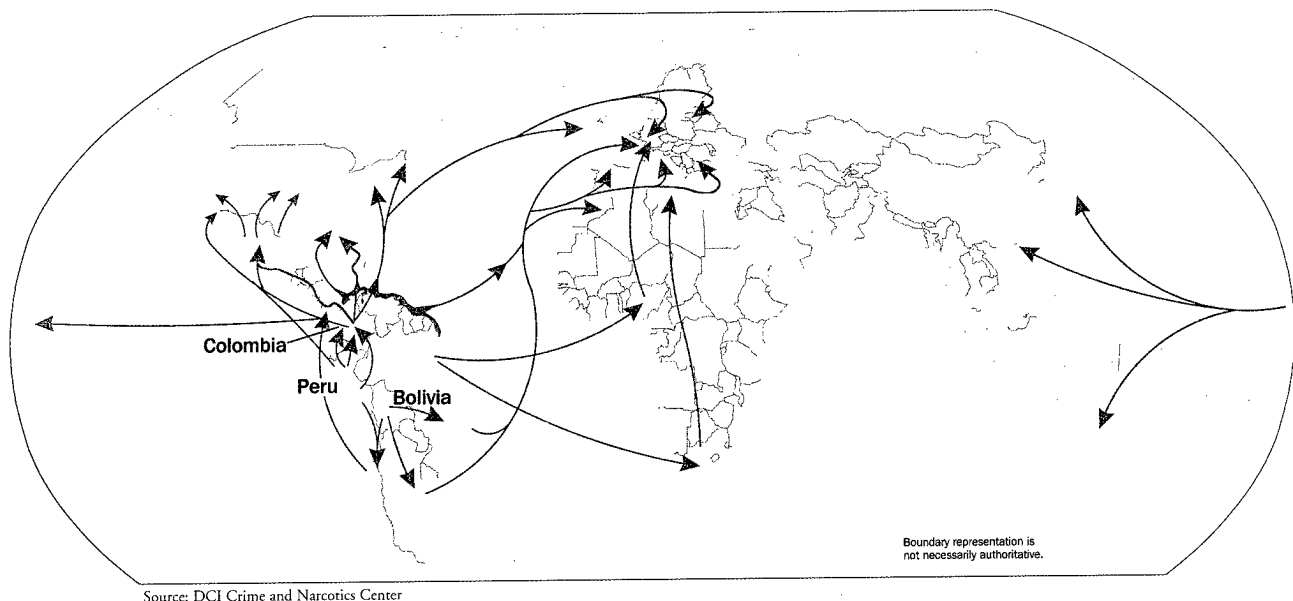 Colombia
Peru
Bolivia
Boundary representation is
not necessarily authoritative.
Source: DCI Crime and Narcotics Center